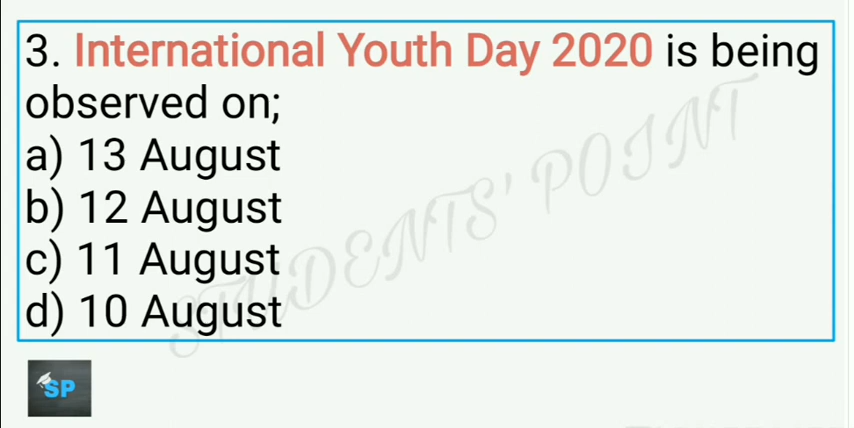 3. International Youth Day 2020 is being
observed on;
a) 13 August
b) 12 August
c) 11 August
d) 10 August
STUDENTS' POINT
SP